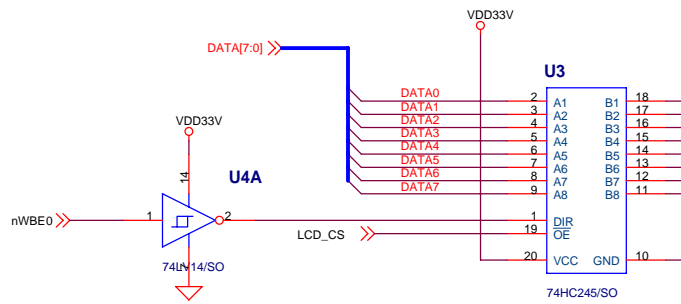 VDD33V
DATA[7:0]
U3
DATA0 2 A1 B1 18
DATA1 3 A2 B2 17
DATA2 4 A3 B3 16
DATA3 5 A4 B4 15
DATA4 6 A5 B5 14
DATA5 7 A6 B6 13
DATA6 8 A7 B7 12
DATA7 9 A8 B8 11
VDD33V
14
U4A
nWBE0 1 2
1 DIR
LCD_CS 19 OE
20 VCC GND 10
74LV14/SO
74HC245/SO